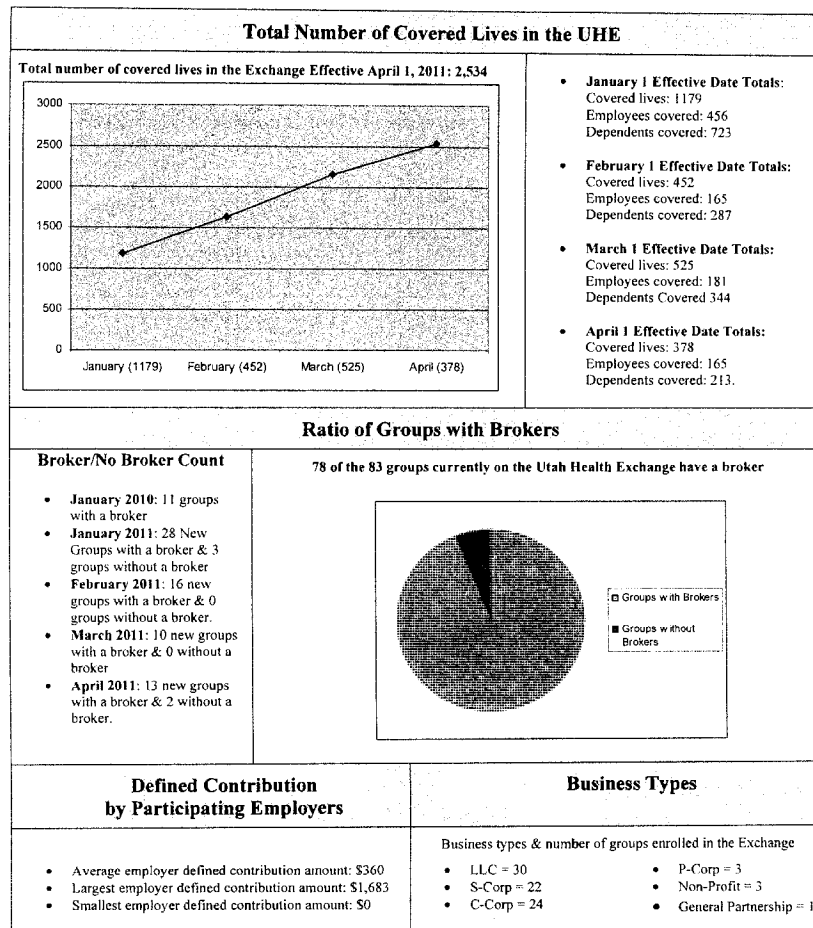 Total Number of Covered Lives in the UHE
Total number of covered lives in the Exchange Effective April 1, 2011: 2,534
3000
2500
2000
1500
1000
500
0
January (1179) February (452) March (525) April (378)
• January 1 Effective Date Totals:
Covered lives: 1179
Employees covered: 456
Dependents covered: 723
• February 1 Effective Date Totals:
Covered lives: 452
Employees covered: 165
Dependents covered: 287
• March 1 Effective Date Totals:
Covered lives: 525
Employees covered: 181
Dependents Covered 344
• April 1 Effective Date Totals:
Covered lives: 378
Employees covered: 165
Dependents covered: 213.
Ratio of Groups with Brokers
Broker/No Broker Count
• January 2010: 11 groups
with a broker
• January 2011: 28 New
Groups with a broker & 3
groups without a broker
• February 2011: 16 new
groups with a broker & 0
groups without a broker.
• March 2011: 10 new groups
with a broker & 0 without a
broker
• April 2011: 13 new groups
with a broker & 2 without a
broker.
78 of the 83 groups currently on the Utah Health Exchange have a broker
Groups with Brokers
Groups without
Brokers
Defined Contribution
by Participating Employers
• Average employer defined contribution amount: $360
• Largest employer defined contribution amount: $1,683
• Smallest employer defined contribution amount: $0
Business Types
Business types & number of groups enrolled in the Exchange
• LLC = 30
• S-Corp = 22
• C-Corp = 24
• P-Corp = 3
• Non-Profit = 3
• General Partnership = 1